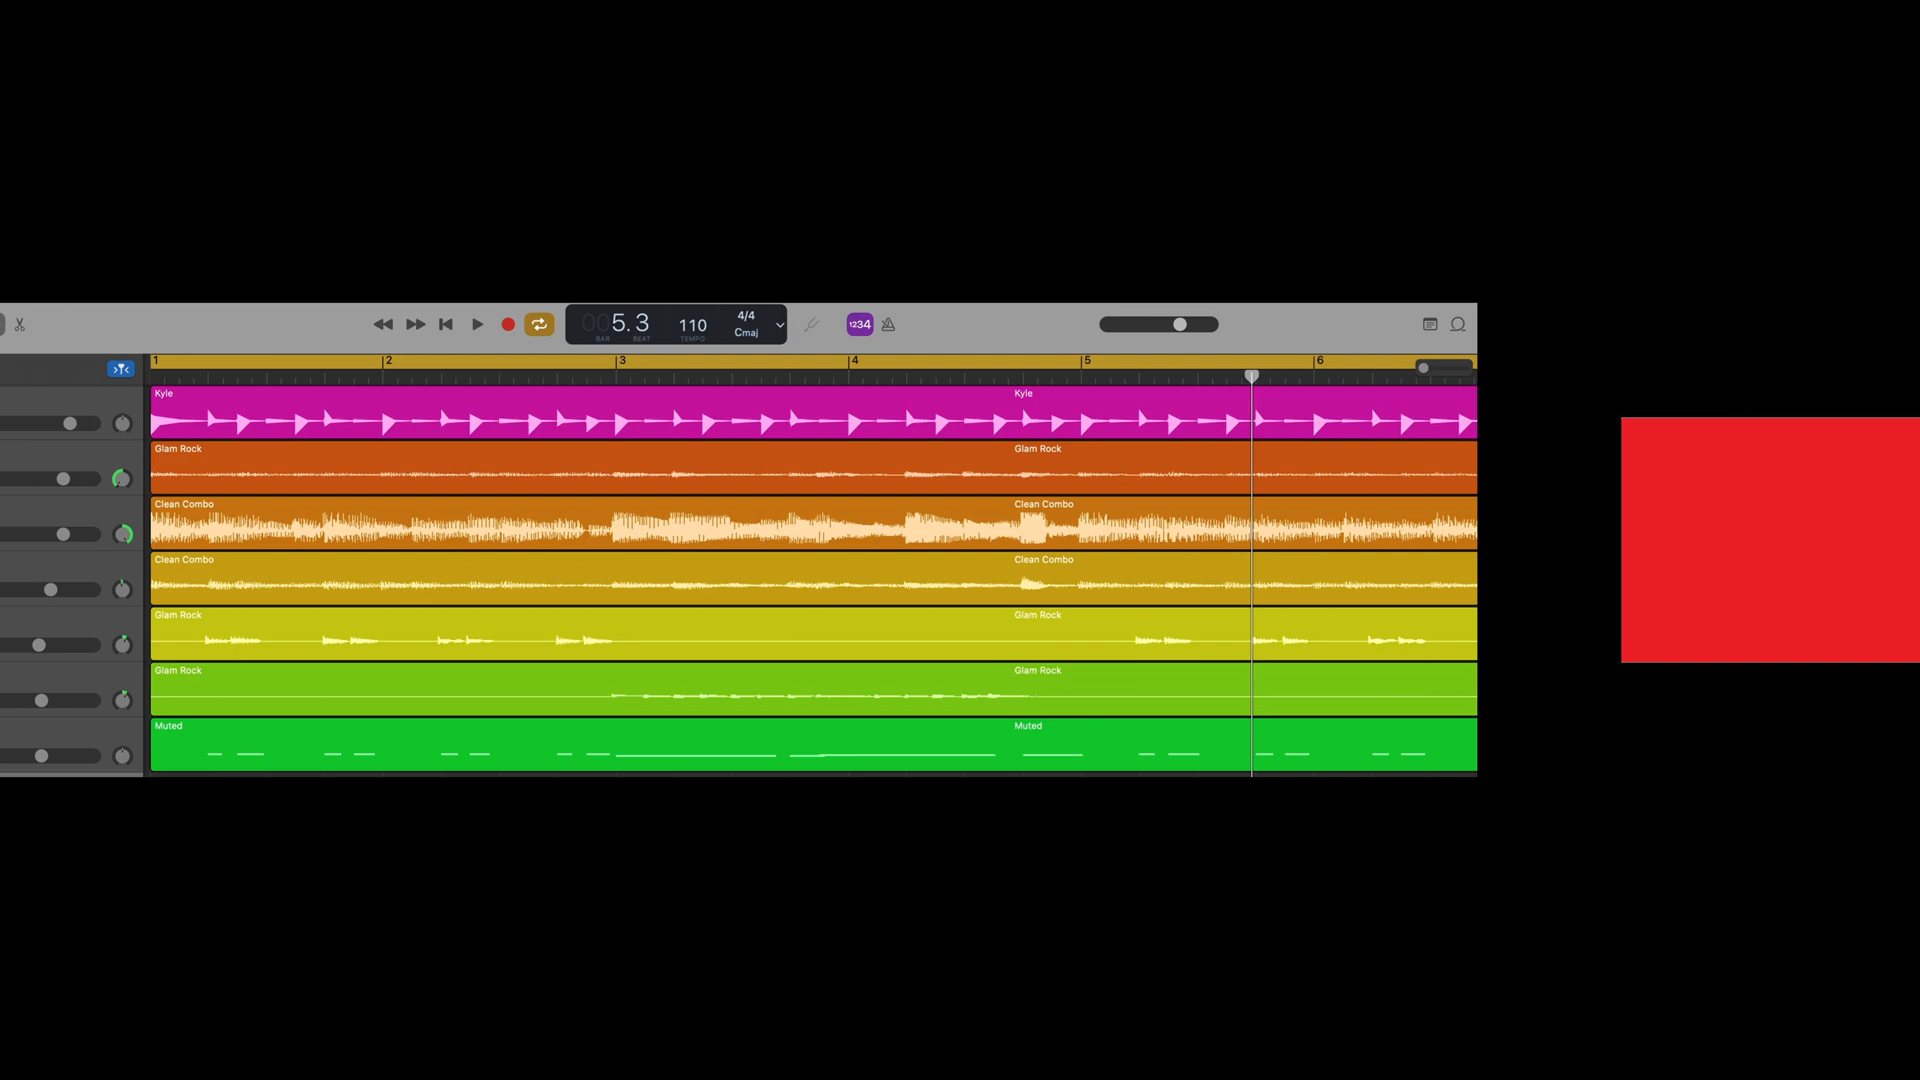 005.3 110 4/4
Cmaj
BAR BEAT TEMPO
1234
1 2 3 4 5 6
Kyle Kyle
Glam Rock Glam Rock
Clean Combo Clean Combo
Clean Combo Clean Combo
Glam Rock Glam Rock
Glam Rock Glam Rock
Muted Muted